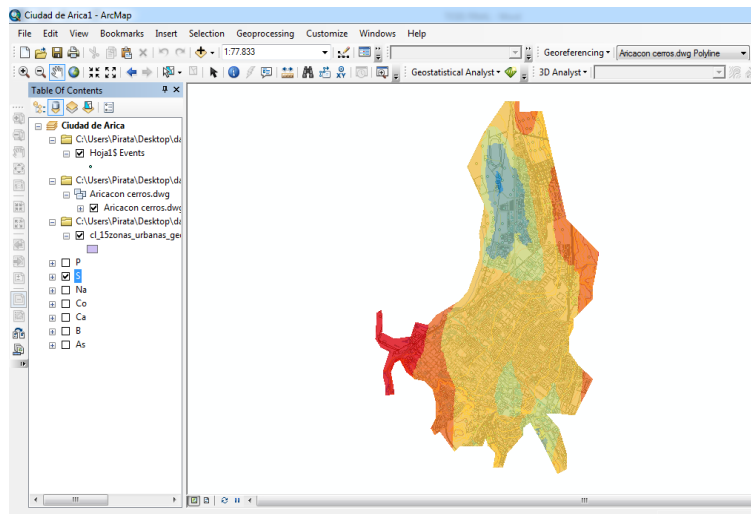 Ciudad de Arica1 - ArcMap
File Edit View Bookmarks Insert Selection Geoprocessing Customize Windows Help
1:77.833 Georeferencing Aricacon cerros.dwg Polyline
Geostatistical Analyst 3D Analyst
Table Of Contents
Ciudad de Arica
C:\Users\Pirata\Desktop\da
Hoja1$ Events
C:\Users\Pirata\Desktop\da
Aricacon cerros.dwg
Aricacon cerros.dwg
C:\Users\Pirata\Desktop\da
cl_15zonas_urbanas_geo
P
S
Na
Co
Ca
B
As